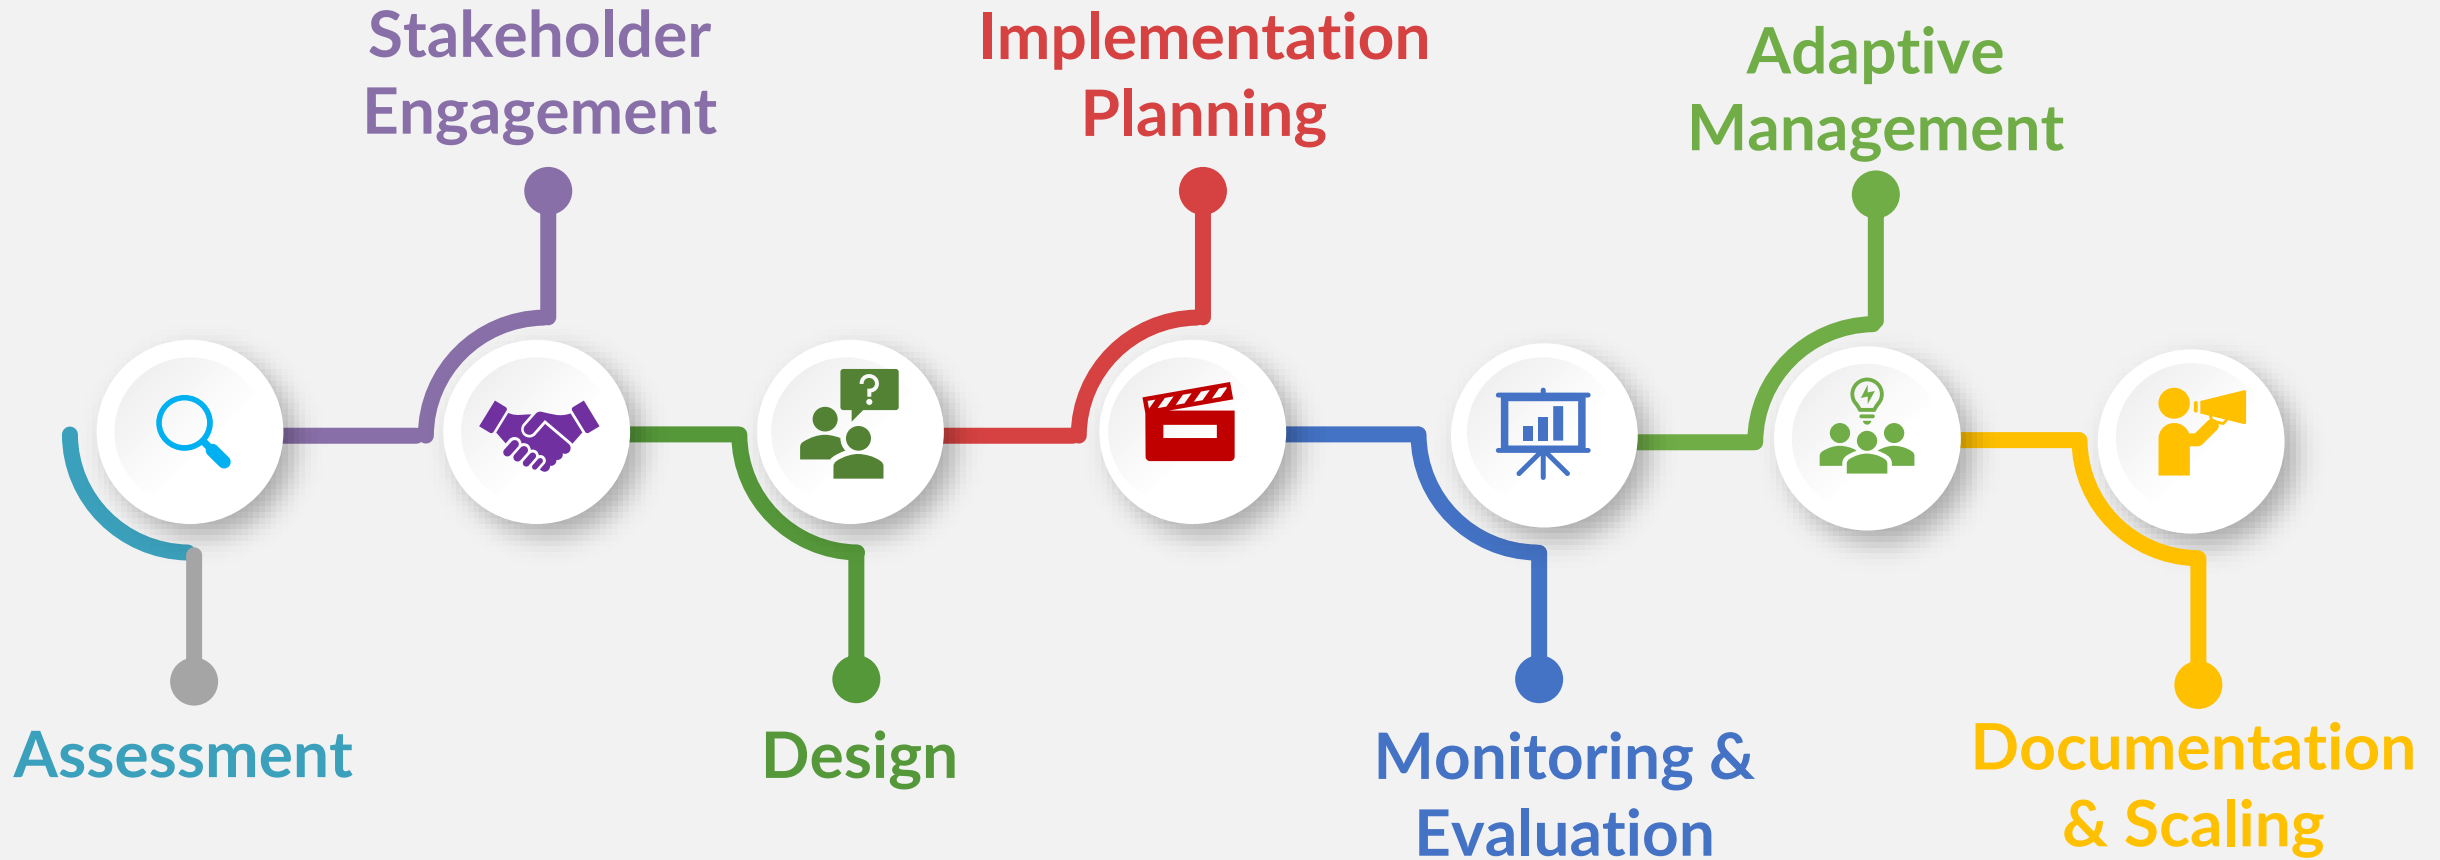 Stakeholder
Engagement
Implementation
Planning
Adaptive
Management
?
Assessment
Design
Monitoring &
Evaluation
Documentation
& Scaling